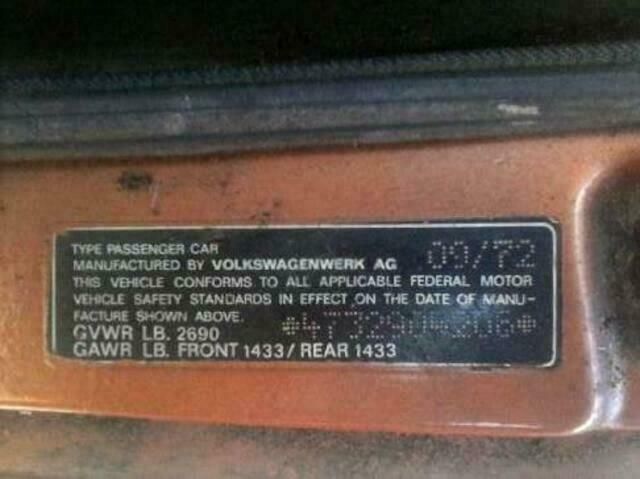 TYPE PASSENGER CAR 09/72
MANUFACTURED BY VOLKSWAGENWERK AG
THIS VEHICLE CONFORMS TO ALL APPLICABLE FEDERAL MOTOR
VEHICLE SAFETY STANDARDS IN EFFECT ON THE DATE OF MANU-
FACTURE SHOWN ABOVE.
GVWR LB. 2690
GAWR LB. FRONT 1433/ REAR 1433